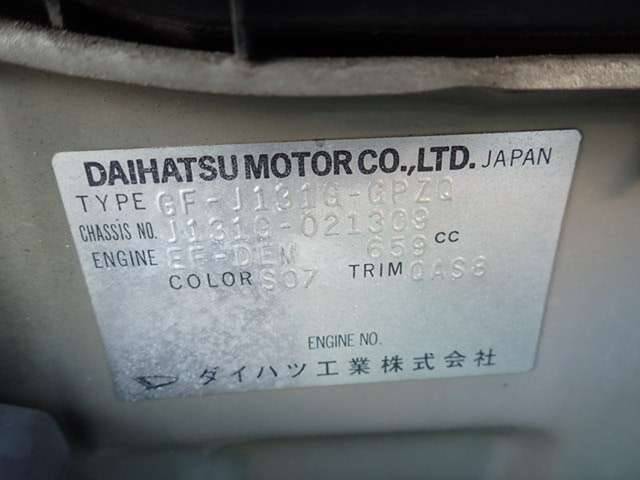 DAIHATSU MOTOR CO.,LTD. JAPAN
TYPE GF-J131G-GPZQ
CHASSIS NO. J131G-021309
ENGINE EF-DEM 659 CC
COLOR S07 TRIM QAS8
ENGINE NO.
ダイハツ工業株式会社